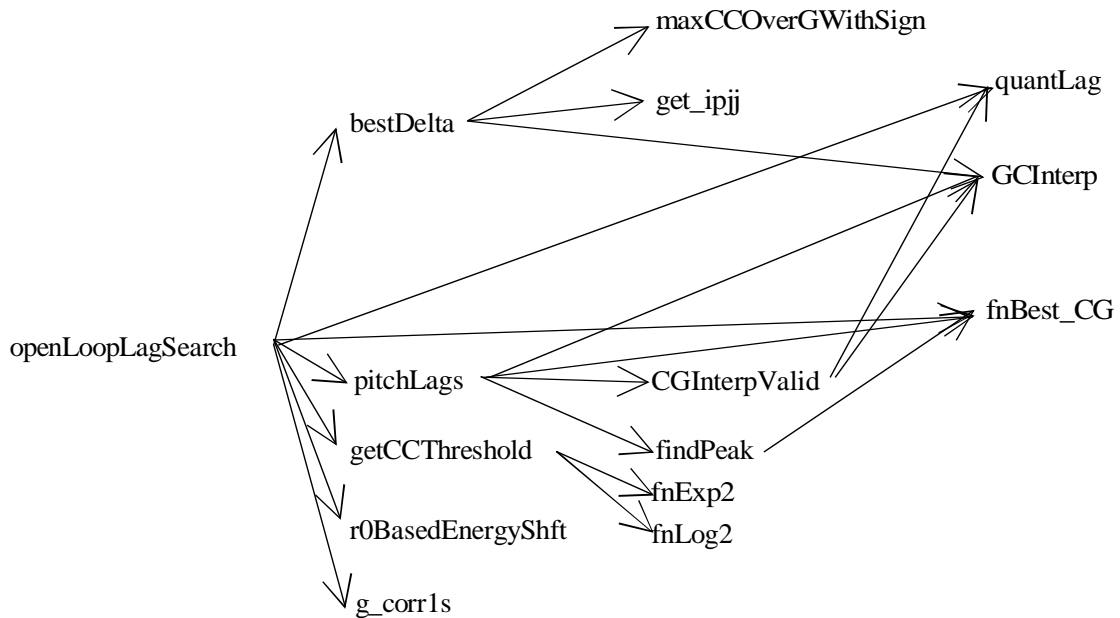 maxCCOverGWithSign
quantLag
get_ipjj
bestDelta
GCInterp
fnBest_CG
openLoopLagSearch
pitchLags
CGInterpValid
getCCThreshold
findPeak
fnExp2
r0BasedEnergyShft
fnLog2
g_corr1s